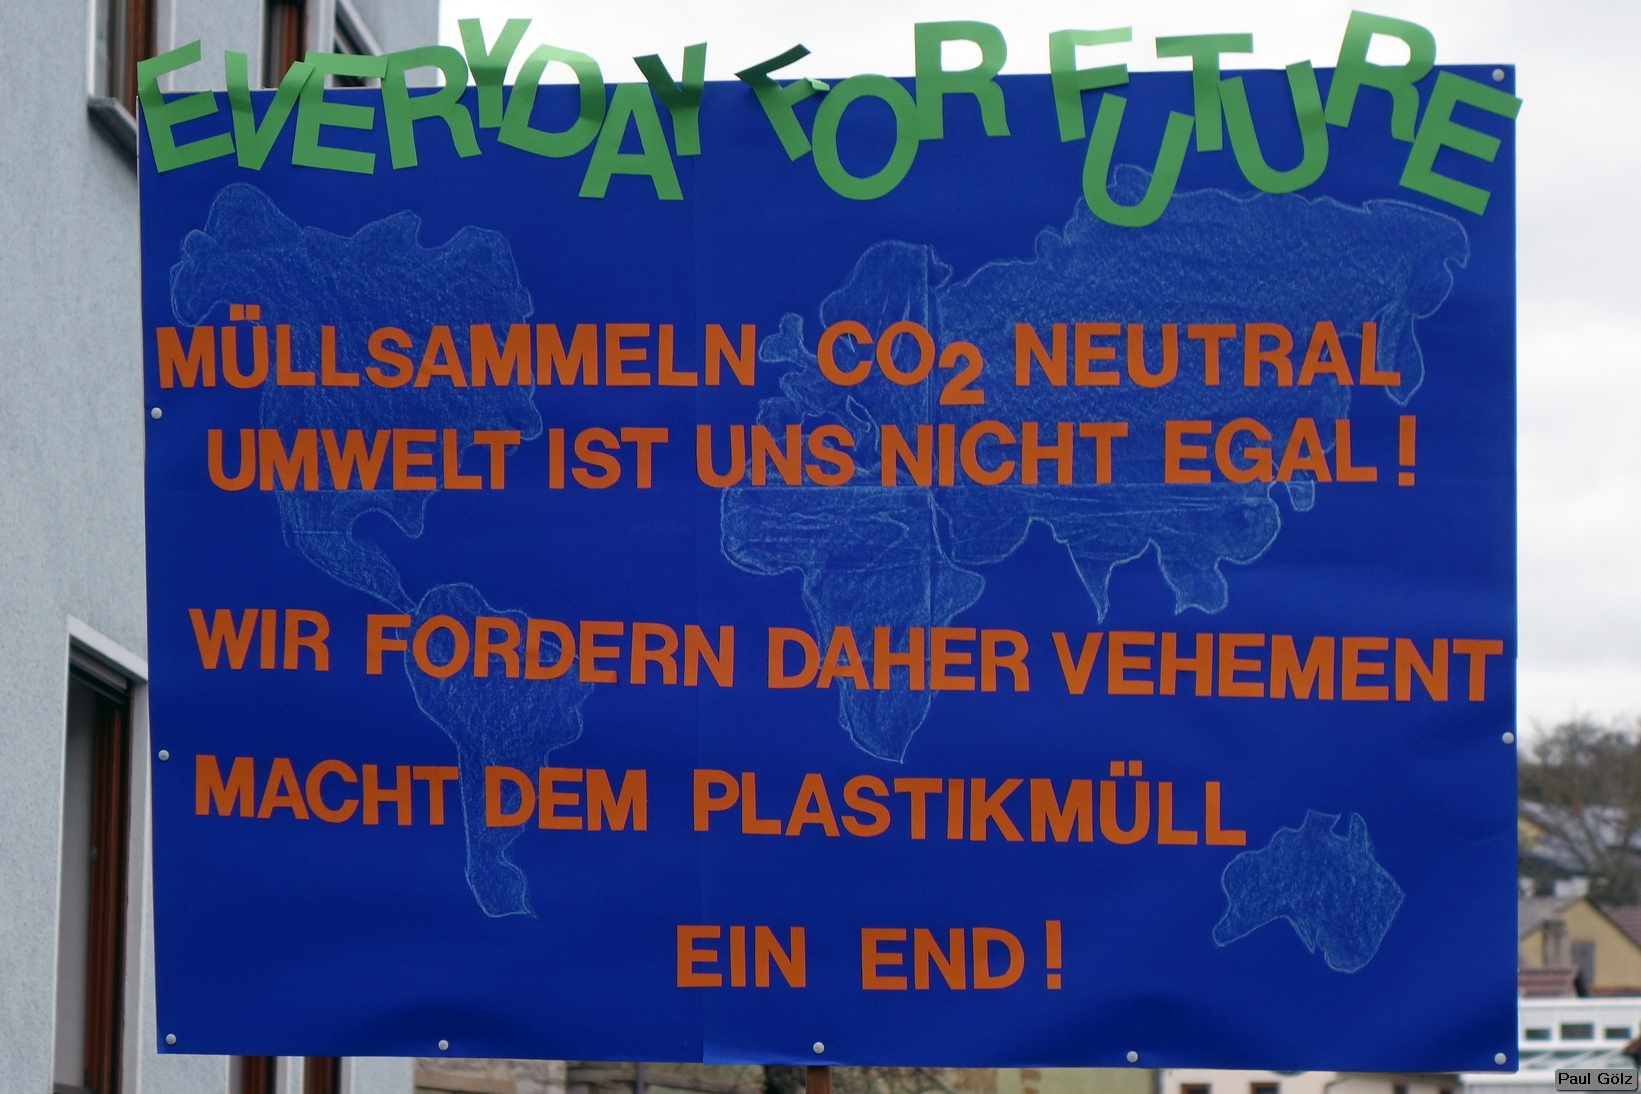 EVERYDAY FOR FUTURE
MÜLLSAMMELN CO2 NEUTRAL
UMWELT IST UNS NICHT EGAL!
WIR FORDERN DAHER VEHEMENT
MACHT DEM PLASTIKMÜLL
EIN END!
Paul Gölz